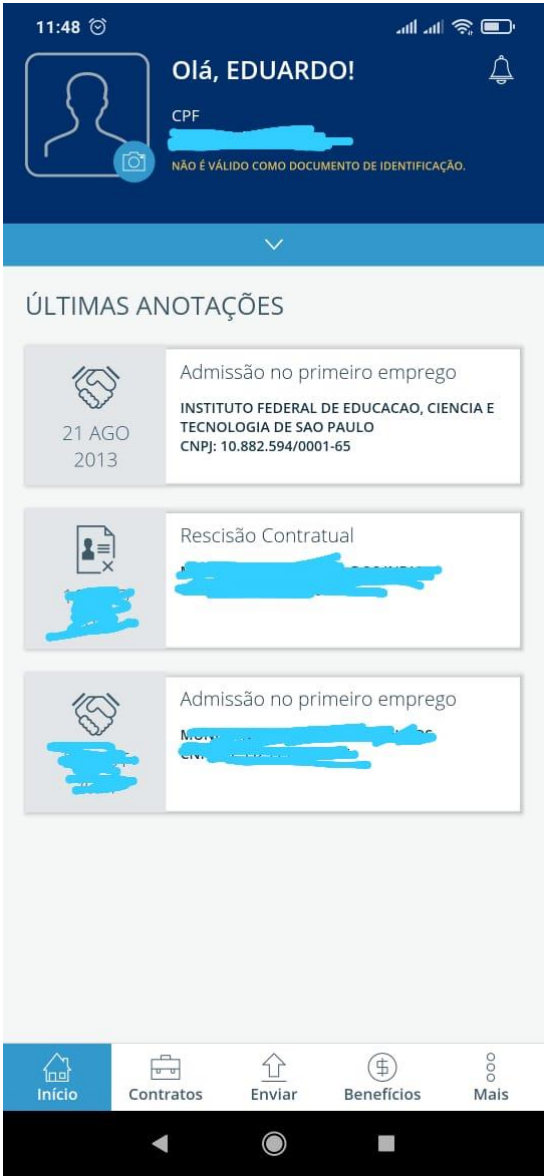 11:48
Olá, EDUARDO!
CPF
NÃO É VÁLIDO COMO DOCUMENTO DE IDENTIFICAÇÃO.
ÚLTIMAS ANOTAÇÕES
Admissão no primeiro emprego
INSTITUTO FEDERAL DE EDUCACAO, CIENCIA E
TECNOLOGIA DE SAO PAULO
CNPJ: 10.882.594/0001-65
21 AGO
2013
Rescisão Contratual
Admissão no primeiro emprego
Início
Contratos
Enviar
Benefícios
Mais